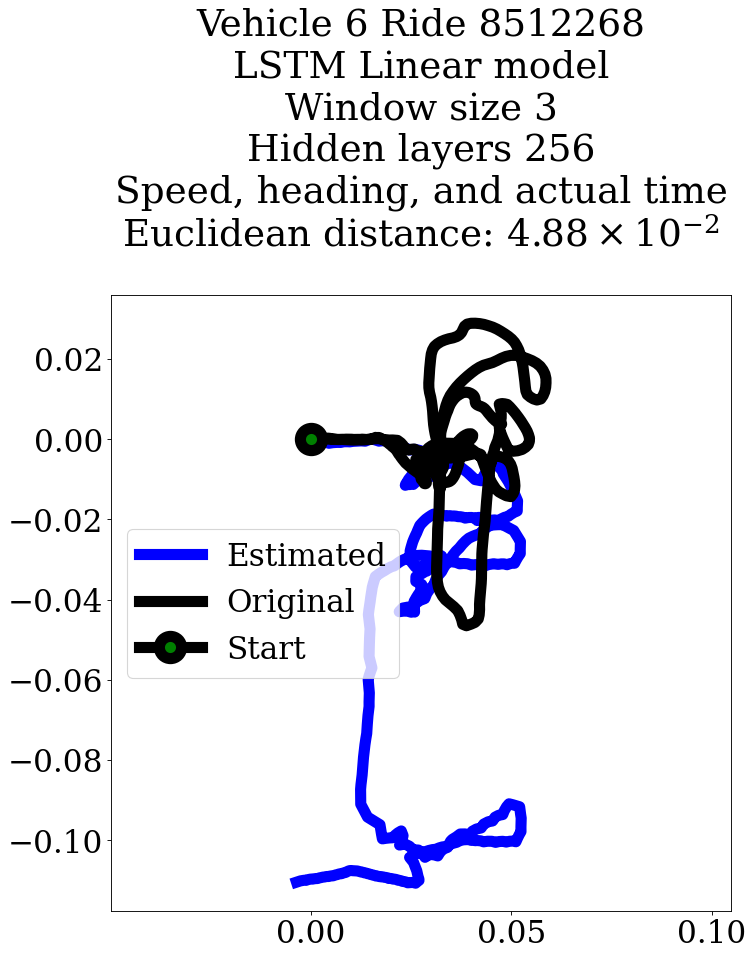 Vehicle 6 Ride 8512268
LSTM Linear model
Window size 3
Hidden layers 256
Speed, heading, and actual time
Euclidean distance: 4.88 × 10⁻²
0.02
0.00
−0.02
−0.04
−0.06
−0.08
−0.10
Estimated
Original
Start
0.00 0.05 0.10